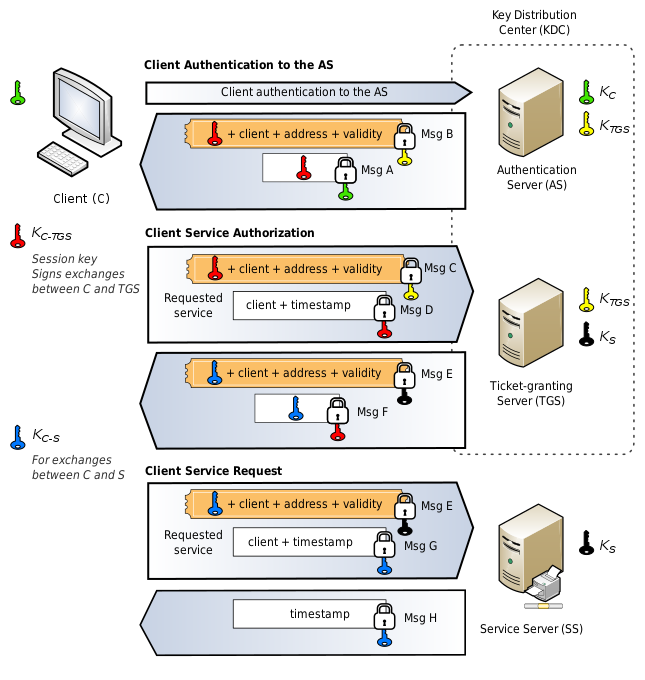 Key Distribution
Center (KDC)
Client Authentication to the AS
Client authentication to the AS
K_C
+ client + address + validity
Msg B
K_TGS
Msg A
Authentication
Server (AS)
Client (C)
K_C-TGS
Session key
Signs exchanges
between C and TGS
Client Service Authorization
+ client + address + validity
Msg C
Requested
service
client + timestamp
Msg D
K_TGS
K_S
+ client + address + validity
Msg E
Ticket-granting
Server (TGS)
Msg F
K_C-S
For exchanges
between C and S
Client Service Request
+ client + address + validity
Msg E
Requested
service
client + timestamp
Msg G
K_S
timestamp
Msg H
Service Server (SS)